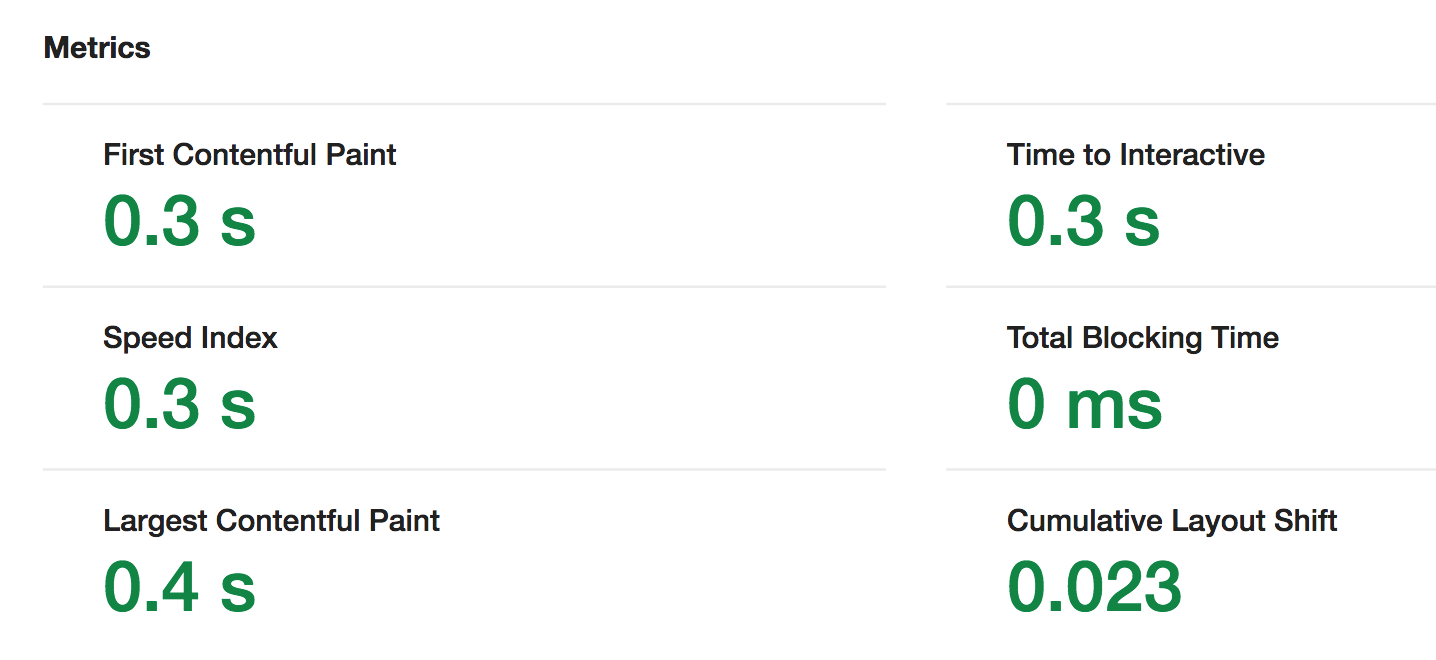 Metrics
First Contentful Paint
0.3 s
Time to Interactive
0.3 s
Speed Index
0.3 s
Total Blocking Time
0 ms
Largest Contentful Paint
0.4 s
Cumulative Layout Shift
0.023